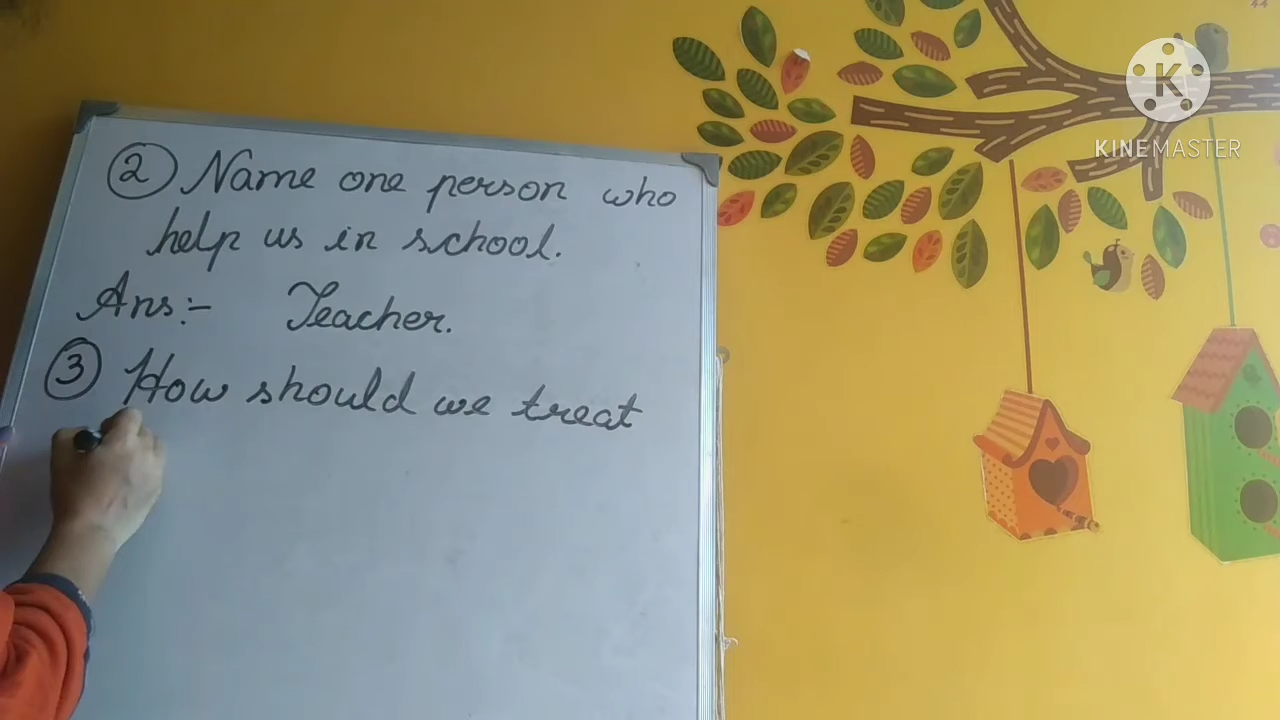 ② Name one person who
help us in school.
Ans:- Teacher.
③ How should we treat
K
KINEMASTER